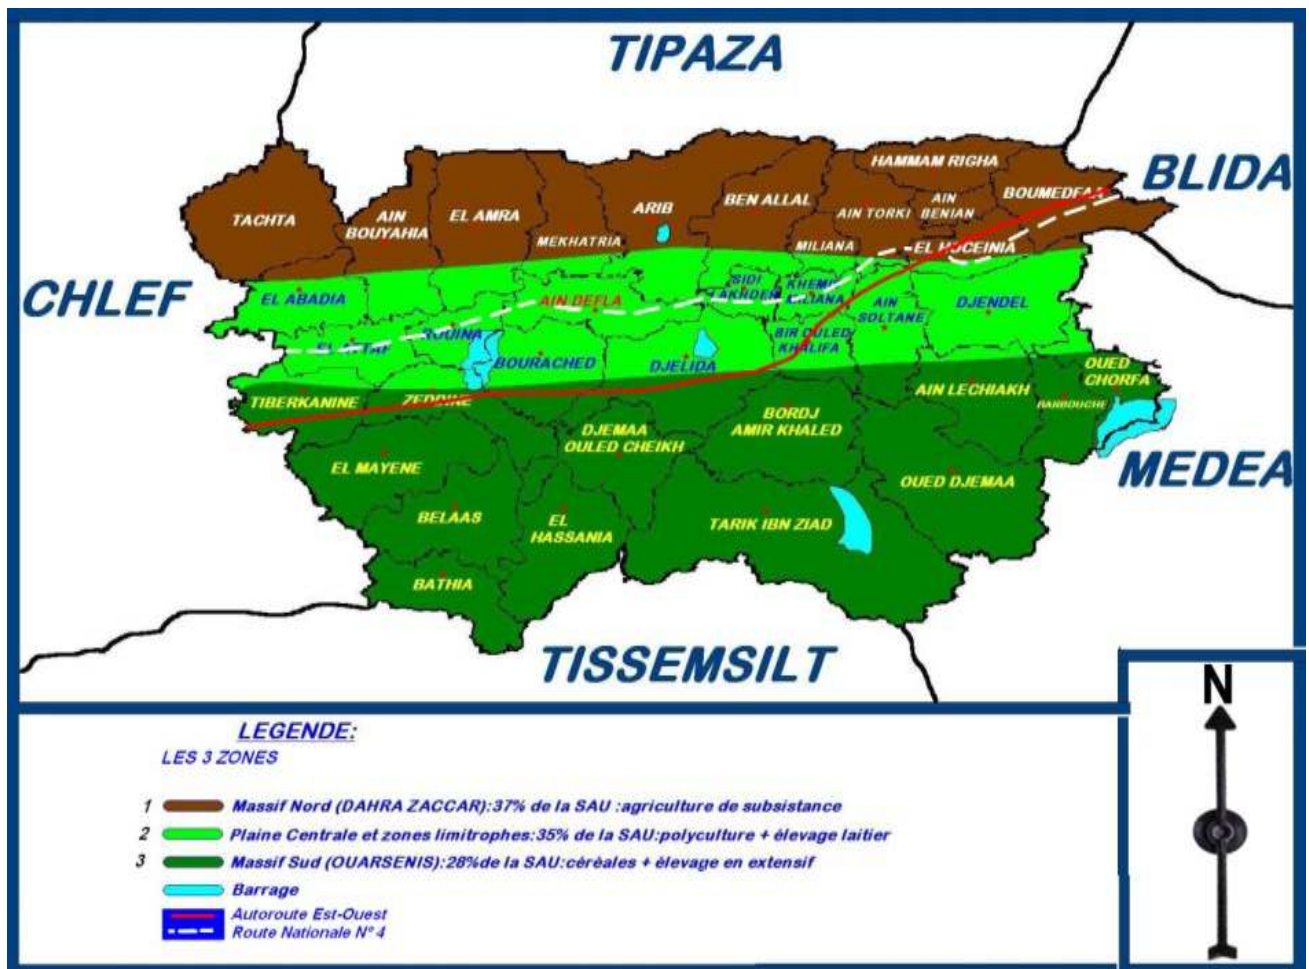 TIPAZA
BLIDA
HAMMAM RIGHA
BOUMEDFAA
TACHTA
AIN
BOUYAHIA
EL AMRA
MEKHATRIA
ARIB
BEN ALLAL
AIN TORKI
AIN
BENIAN
MILIANA
EL HOCEINIA
CHLEF
EL ABADIA
AIN DEFLA
SIDI
LAKHDER
KHEMIS
MILIANA
AIN
SOLTANE
DJENDEL
EL ATTAF
ROUINA
BOURACHED
DJELIDA
BIR OULED
KHALIFA
TIBERKANINE
ZEDDINE
AIN LECHIAKH
OUED
CHORFA
BARBOUCHE
DJEMAA
OULED CHEIKH
BORDJ
AMIR KHALED
EL MAYENE
OUED DJEMAA
MEDEA
BELAAS
EL
HASSANIA
TARIK IBN ZIAD
BATHIA
TISSEMSILT
N
LEGENDE:
LES 3 ZONES
1 Massif Nord (DAHRA ZACCAR):37% de la SAU :agriculture de subsistance
2 Plaine Centrale et zones limitrophes:35% de la SAU:polyculture + élevage laitier
3 Massif Sud (OUARSENIS):28%de la SAU:céréales + élevage en extensif
Barrage
Autoroute Est-Ouest
Route Nationale N° 4